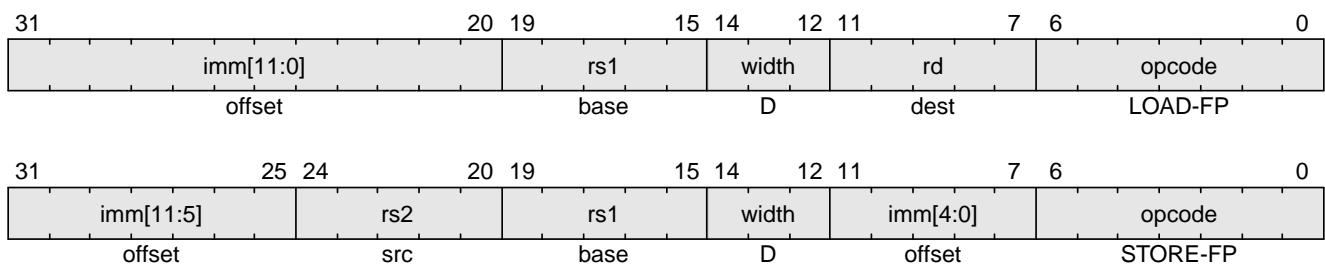 31 20 19 15 14 12 11 7 6 0
imm[11:0] rs1 width rd opcode
offset base D dest LOAD-FP
31 25 24 20 19 15 14 12 11 7 6 0
imm[11:5] rs2 rs1 width imm[4:0] opcode
offset src base D offset STORE-FP